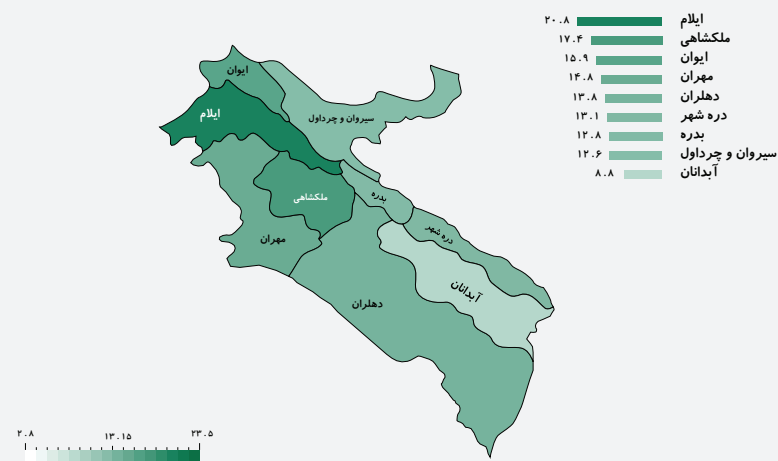 ایلام ۲۰.۸
ملکشاهی ۱۷.۴
ایوان ۱۵.۹
مهران ۱۴.۸
دهلران ۱۳.۸
دره شهر ۱۳.۱
بدره ۱۲.۸
سیروان و چرداول ۱۲.۶
آبدانان ۸.۸
ایوان
ایلام
سیروان و چرداول
ملکشاهی
بدره
دره شهر
مهران
آبدانان
دهلران
۲.۸ ۱۳.۱۵ ۲۳.۵